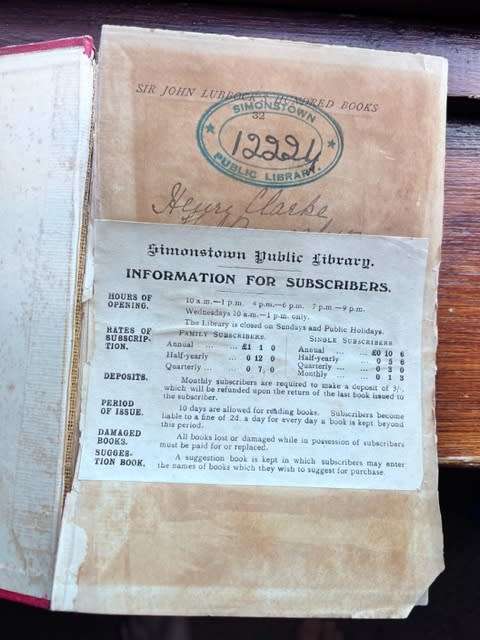 SIR JOHN LUBBOCK'S HUNDRED BOOKS
32
SIMONSTOWN
12224
PUBLIC LIBRARY.
Henry Clarke
Simonstown Public Library.
INFORMATION FOR SUBSCRIBERS.
HOURS OF OPENING. 10 a.m.—1 p.m. 4 p.m.—6 p.m. 7 p.m.—9 p.m.
Wednesdays 10 a.m.—1 p.m. only.
The Library is closed on Sundays and Public Holidays.
RATES OF SUBSCRIPTION. FAMILY SUBSCRIBERS. SINGLE SUBSCRIBERS
Annual ... ... £1 1 0 Annual ... ... £0 10 6
Half-yearly ... 0 12 0 Half-yearly ... 0 5 6
Quarterly ... ... 0 7 0 Quarterly ... ... 0 3 0
Monthly ... ... 0 1 3
DEPOSITS. Monthly subscribers are required to make a deposit of 3/-,
which will be refunded upon the return of the last book issued to
the subscriber.
PERIOD OF ISSUE. 10 days are allowed for reading books. Subscribers become
liable to a fine of 2d. a day for every day a book is kept beyond
this period.
DAMAGED BOOKS. All books lost or damaged while in possession of subscribers
must be paid for or replaced.
SUGGESTION BOOK. A suggestion book is kept in which subscribers may enter
the names of books which they wish to suggest for purchase.